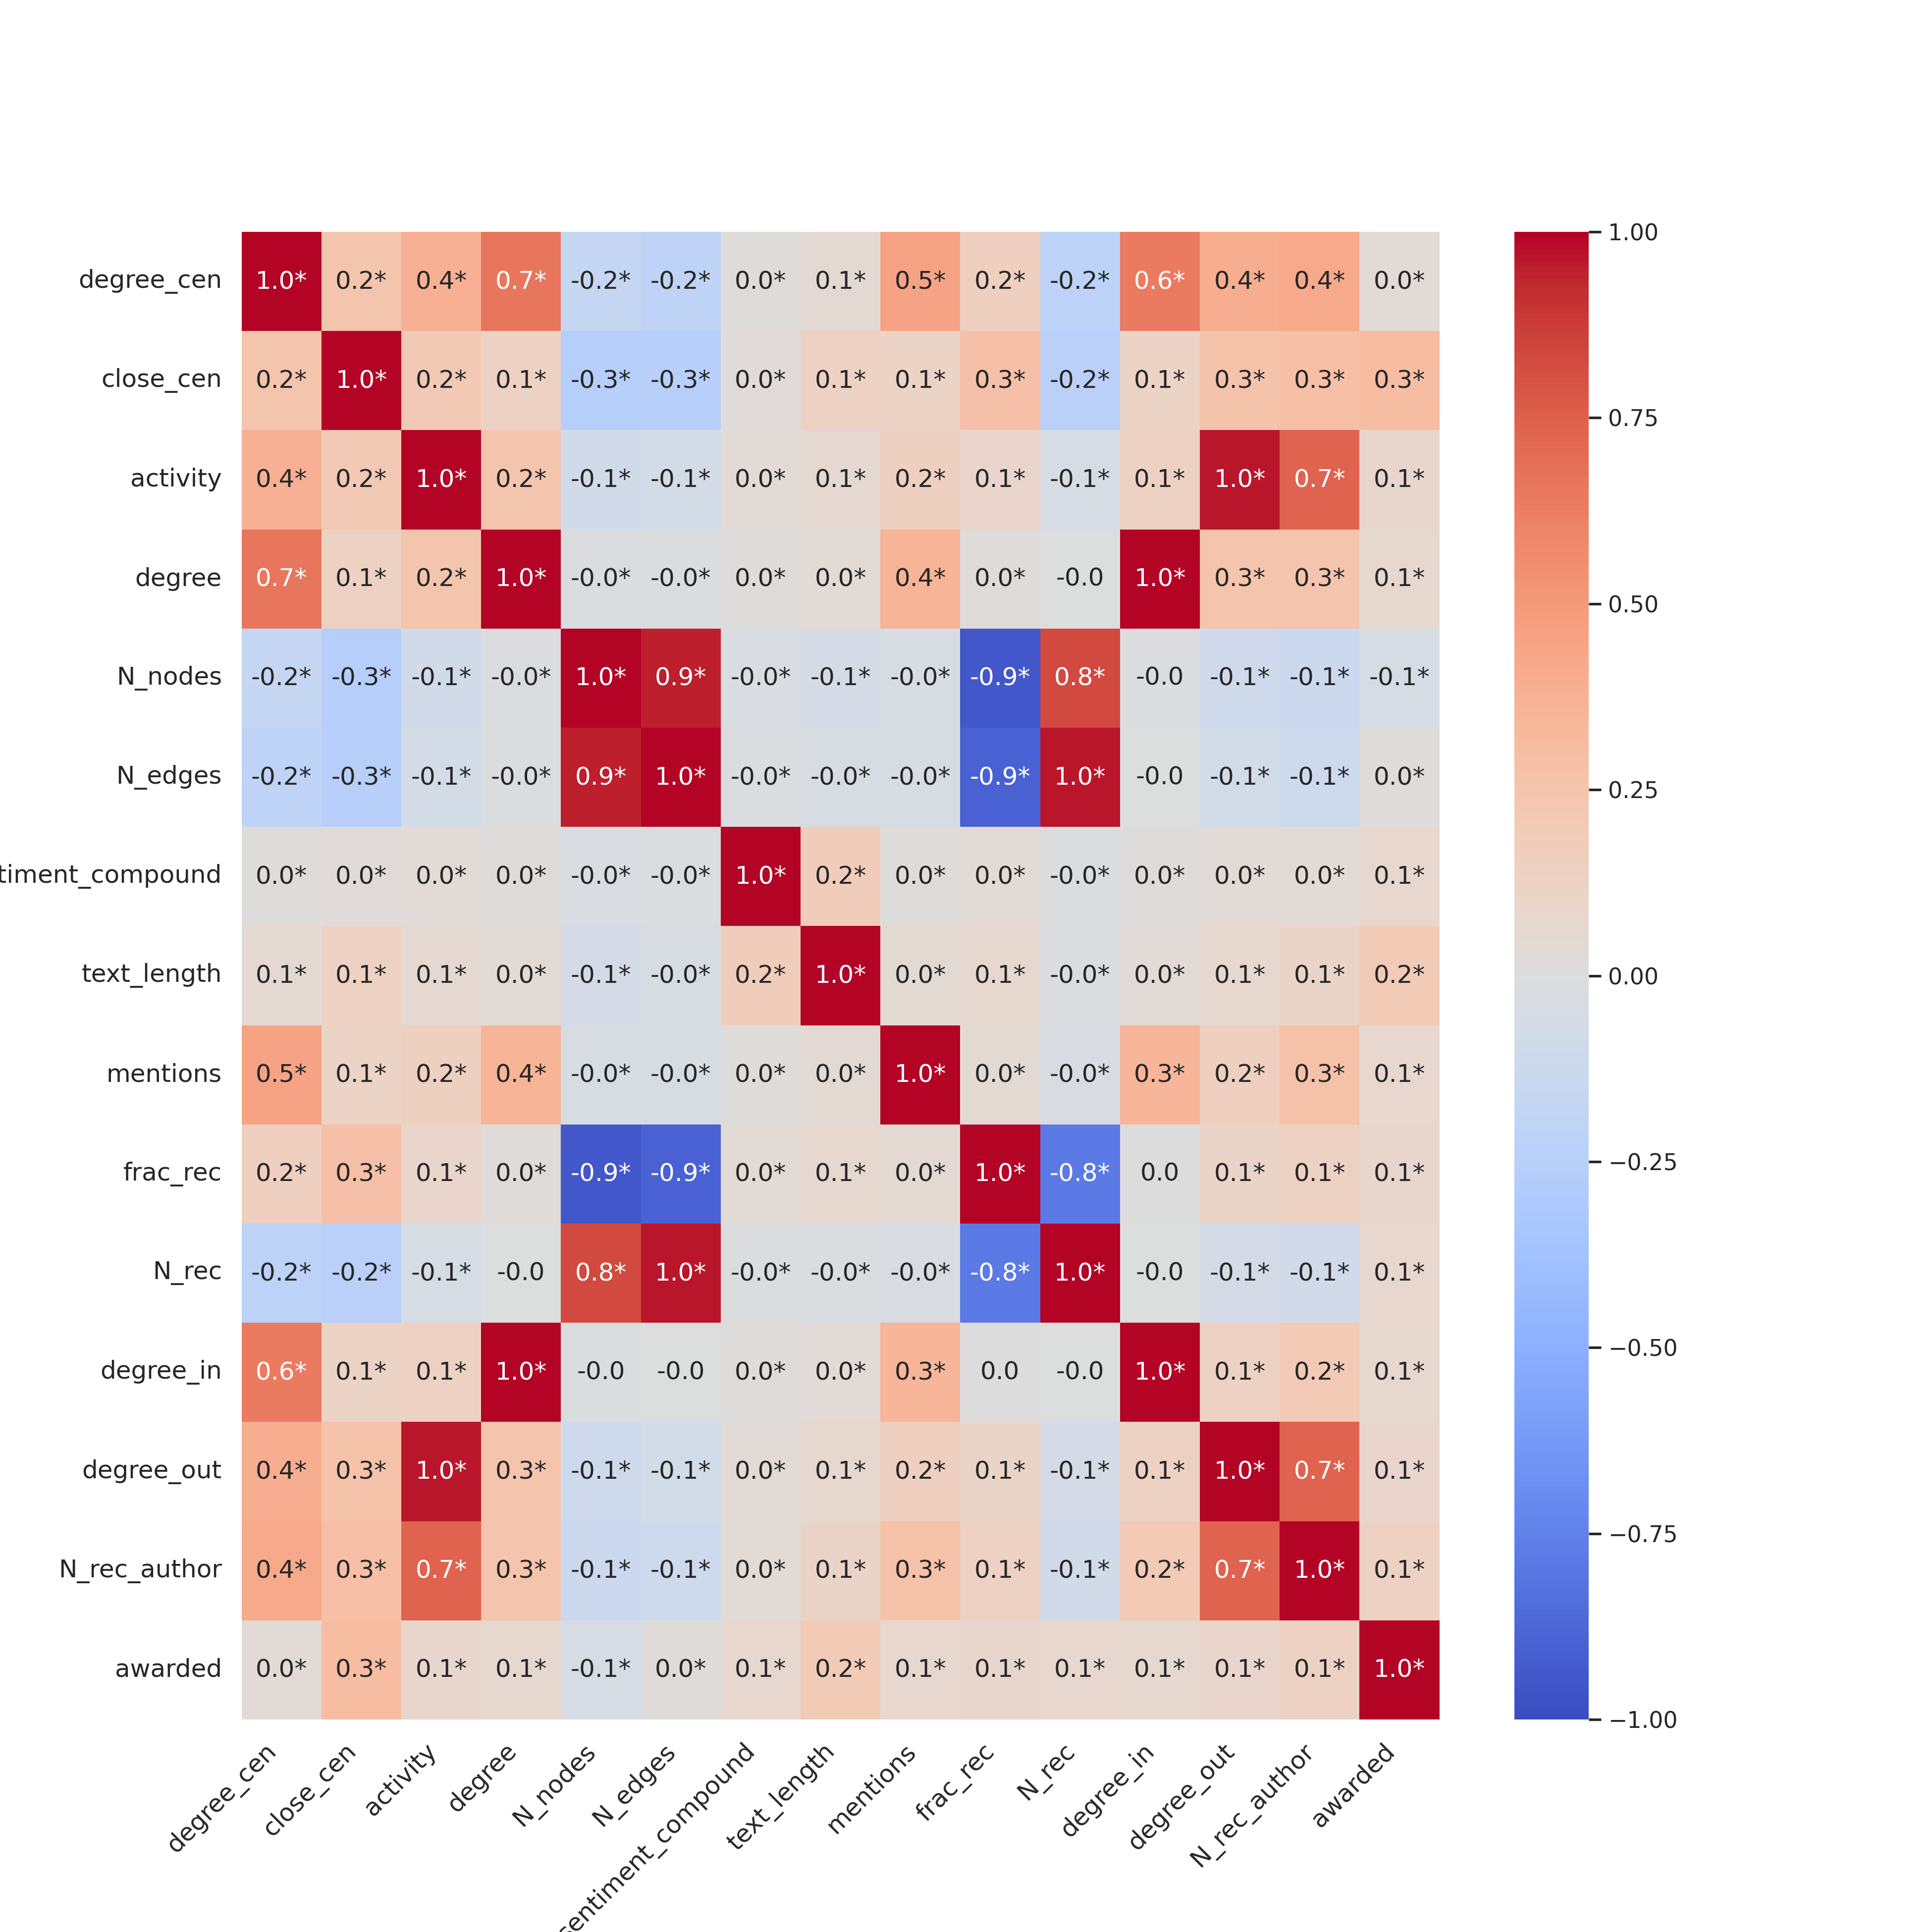 degree_cen 1.0* 0.2* 0.4* 0.7* -0.2* -0.2* 0.0* 0.1* 0.5* 0.2* -0.2* 0.6* 0.4* 0.4* 0.0*
close_cen 0.2* 1.0* 0.2* 0.1* -0.3* -0.3* 0.0* 0.1* 0.1* 0.3* -0.2* 0.1* 0.3* 0.3* 0.3*
activity 0.4* 0.2* 1.0* 0.2* -0.1* -0.1* 0.0* 0.1* 0.2* 0.1* -0.1* 0.1* 1.0* 0.7* 0.1*
degree 0.7* 0.1* 0.2* 1.0* -0.0* -0.0* 0.0* 0.0* 0.4* 0.0* -0.0 1.0* 0.3* 0.3* 0.1*
N_nodes -0.2* -0.3* -0.1* -0.0* 1.0* 0.9* -0.0* -0.1* -0.0* -0.9* 0.8* -0.0 -0.1* -0.1* -0.1*
N_edges -0.2* -0.3* -0.1* -0.0* 0.9* 1.0* -0.0* -0.0* -0.0* -0.9* 1.0* -0.0 -0.1* -0.1* 0.0*
timent_compound 0.0* 0.0* 0.0* 0.0* -0.0* -0.0* 1.0* 0.2* 0.0* 0.0* -0.0* 0.0* 0.0* 0.0* 0.1*
text_length 0.1* 0.1* 0.1* 0.0* -0.1* -0.0* 0.2* 1.0* 0.0* 0.1* -0.0* 0.0* 0.1* 0.1* 0.2*
mentions 0.5* 0.1* 0.2* 0.4* -0.0* -0.0* 0.0* 0.0* 1.0* 0.0* -0.0* 0.3* 0.2* 0.3* 0.1*
frac_rec 0.2* 0.3* 0.1* 0.0* -0.9* -0.9* 0.0* 0.1* 0.0* 1.0* -0.8* 0.0 0.1* 0.1* 0.1*
N_rec -0.2* -0.2* -0.1* -0.0 0.8* 1.0* -0.0* -0.0* -0.0* -0.8* 1.0* -0.0 -0.1* -0.1* 0.1*
degree_in 0.6* 0.1* 0.1* 1.0* -0.0 -0.0 0.0* 0.0* 0.3* 0.0 -0.0 1.0* 0.1* 0.2* 0.1*
degree_out 0.4* 0.3* 1.0* 0.3* -0.1* -0.1* 0.0* 0.1* 0.2* 0.1* -0.1* 0.1* 1.0* 0.7* 0.1*
N_rec_author 0.4* 0.3* 0.7* 0.3* -0.1* -0.1* 0.0* 0.1* 0.3* 0.1* -0.1* 0.2* 0.7* 1.0* 0.1*
awarded 0.0* 0.3* 0.1* 0.1* -0.1* 0.0* 0.1* 0.2* 0.1* 0.1* 0.1* 0.1* 0.1* 0.1* 1.0*
degree_cen close_cen activity degree N_nodes N_edges sentiment_compound text_length mentions frac_rec N_rec degree_in degree_out N_rec_author awarded
1.00
0.75
0.50
0.25
0.00
−0.25
−0.50
−0.75
−1.00